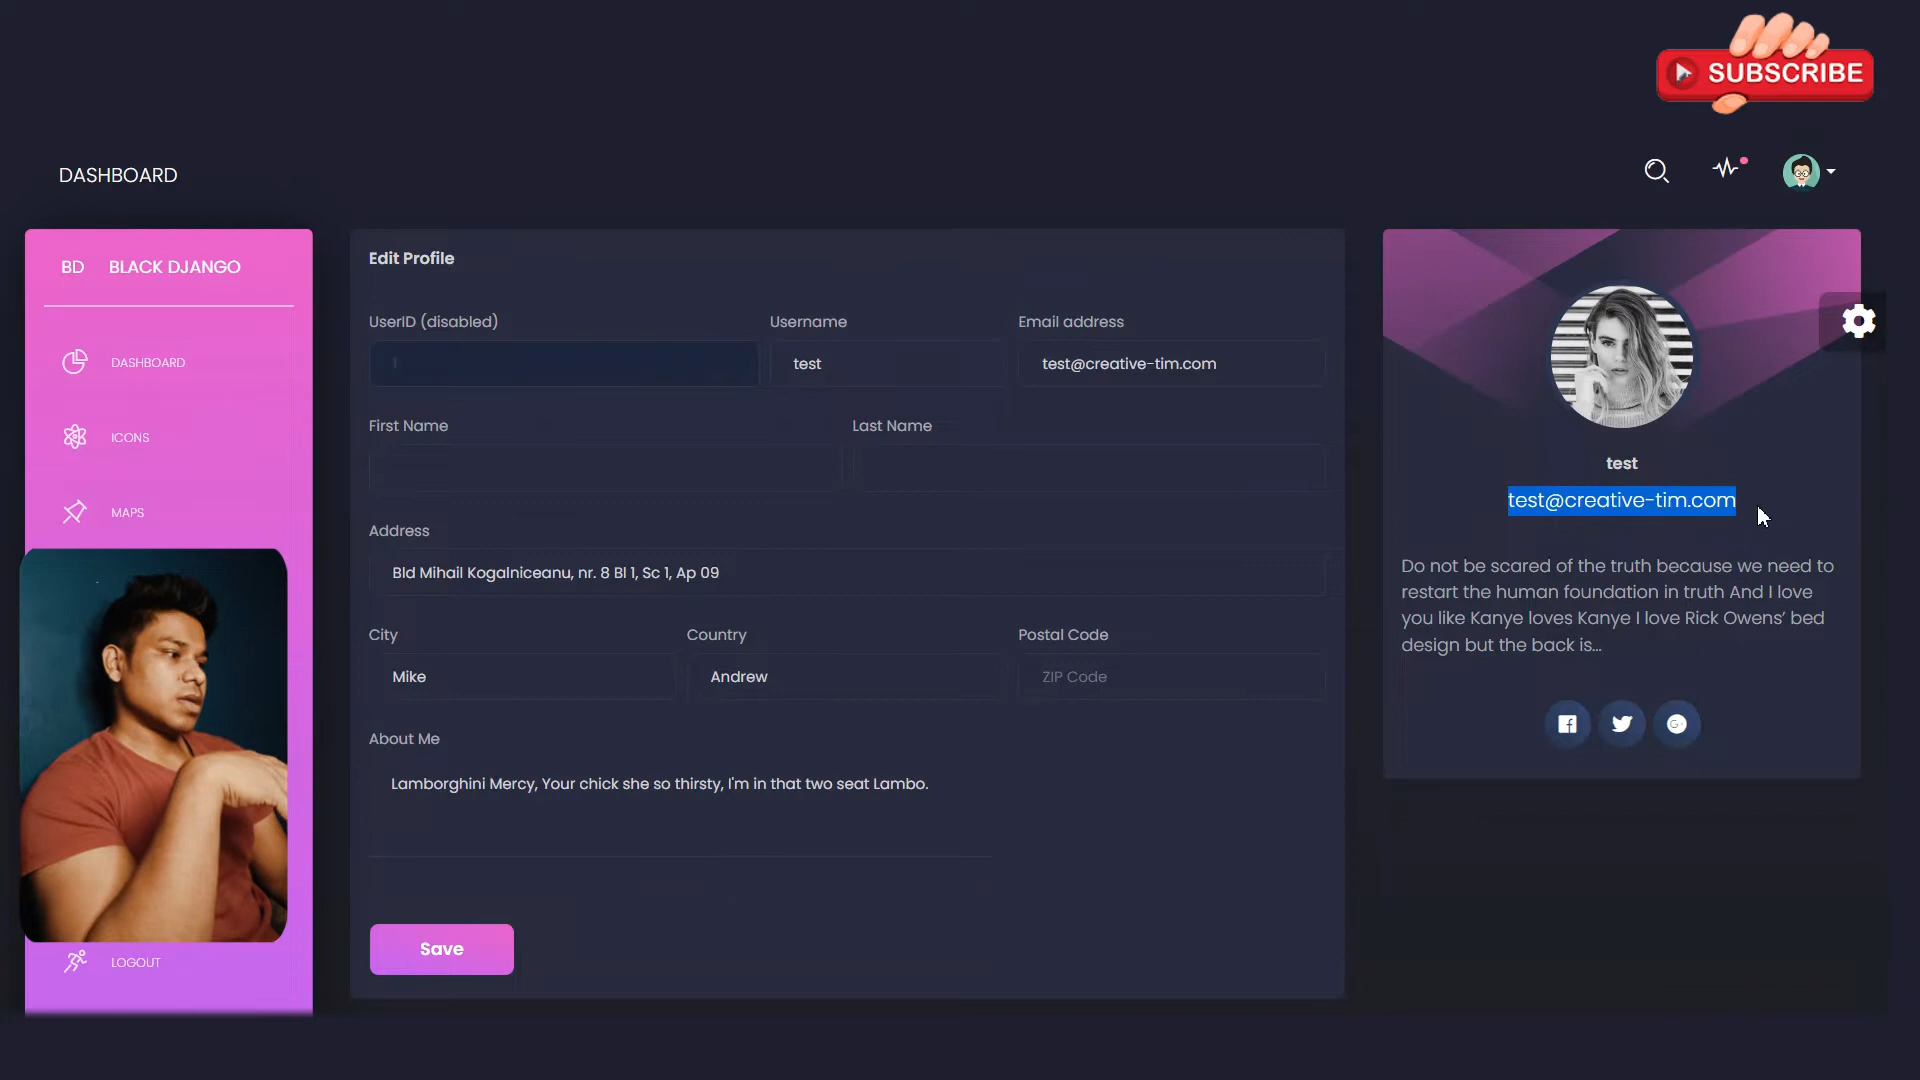 SUBSCRIBE
DASHBOARD
BD BLACK DJANGO
DASHBOARD
ICONS
MAPS
LOGOUT
Edit Profile
UserID (disabled) Username Email address
1 test test@creative-tim.com
First Name Last Name
Address
Bld Mihail Kogalniceanu, nr. 8 Bl 1, Sc 1, Ap 09
City Country Postal Code
Mike Andrew ZIP Code
About Me
Lamborghini Mercy, Your chick she so thirsty, I'm in that two seat Lambo.
Save
test
test@creative-tim.com
Do not be scared of the truth because we need to
restart the human foundation in truth And I love
you like Kanye loves Kanye I love Rick Owens’ bed
design but the back is...